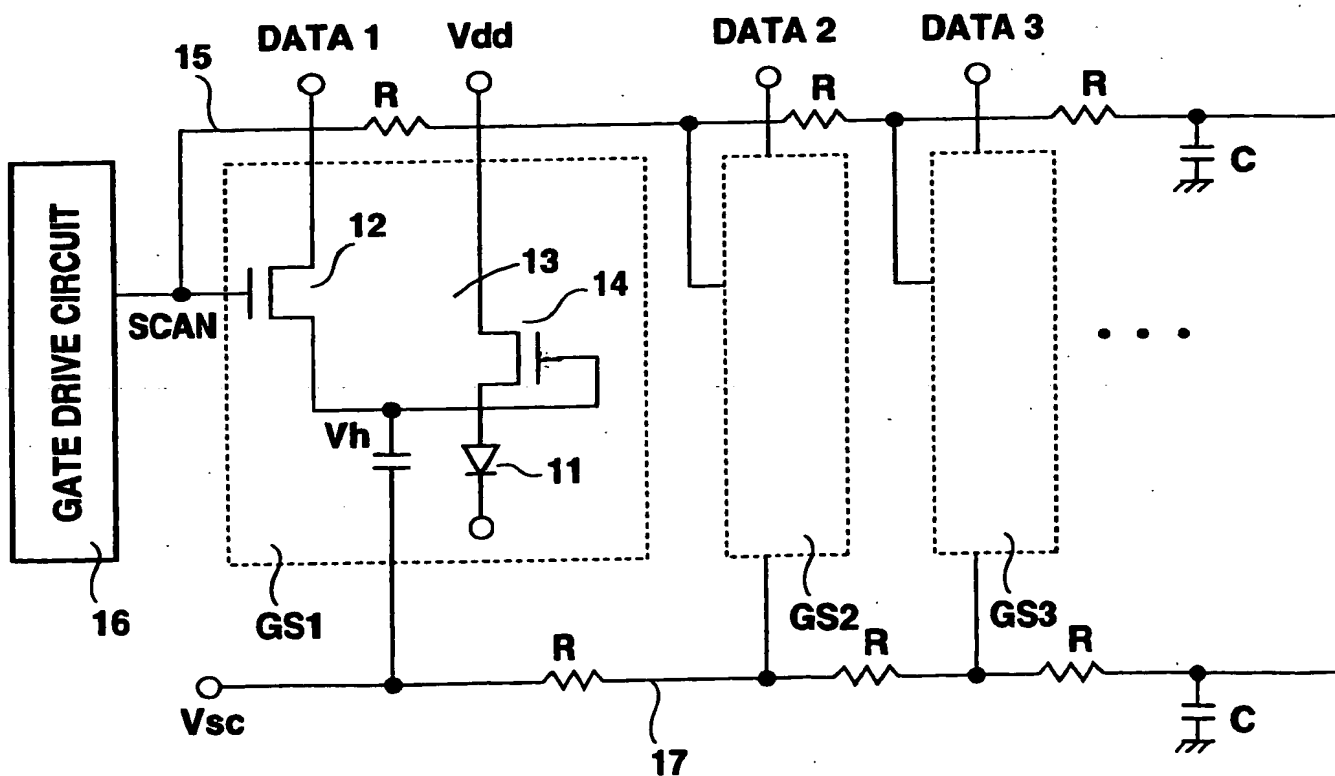 DATA 1
Vdd
DATA 2
DATA 3
15
R
R
R
C
12
13
14
GATE DRIVE CIRCUIT
SCAN
Vh
11
16
GS1
GS2
GS3
R
R
R
Vsc
17
C